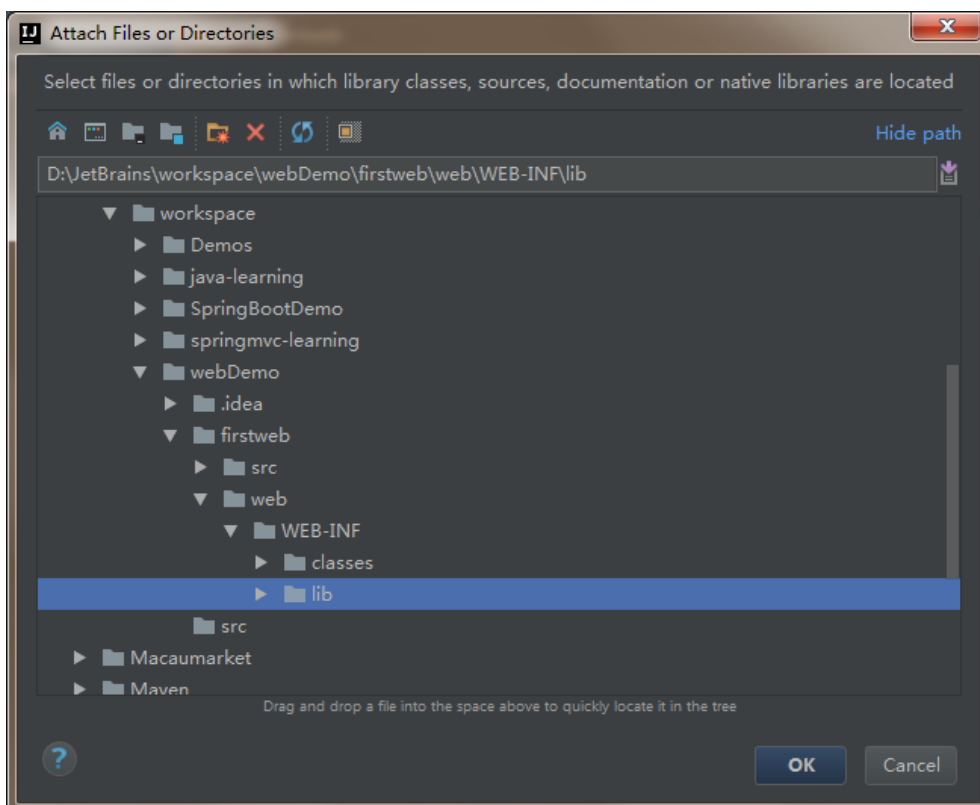 IJ Attach Files or Directories
Select files or directories in which library classes, sources, documentation or native libraries are located
Hide path
D:\JetBrains\workspace\webDemo\firstweb\web\WEB-INF\lib
workspace
Demos
java-learning
SpringBootDemo
springmvc-learning
webDemo
.idea
firstweb
src
web
WEB-INF
classes
lib
src
Macaumarket
Maven
Drag and drop a file into the space above to quickly locate it in the tree
? OK Cancel